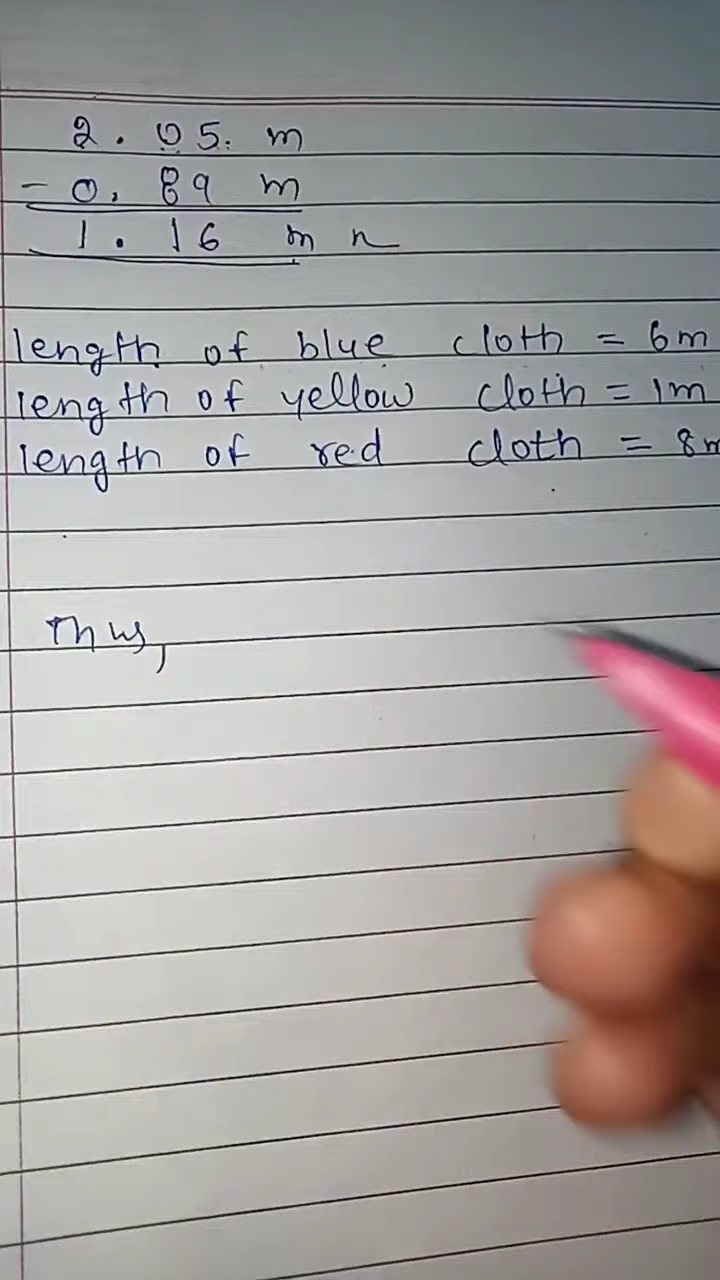 2.05. m
- 0.89 m
1.16 m
length of blue cloth = 6m
length of yellow cloth = 1m
length of red cloth = 8m
Thus,